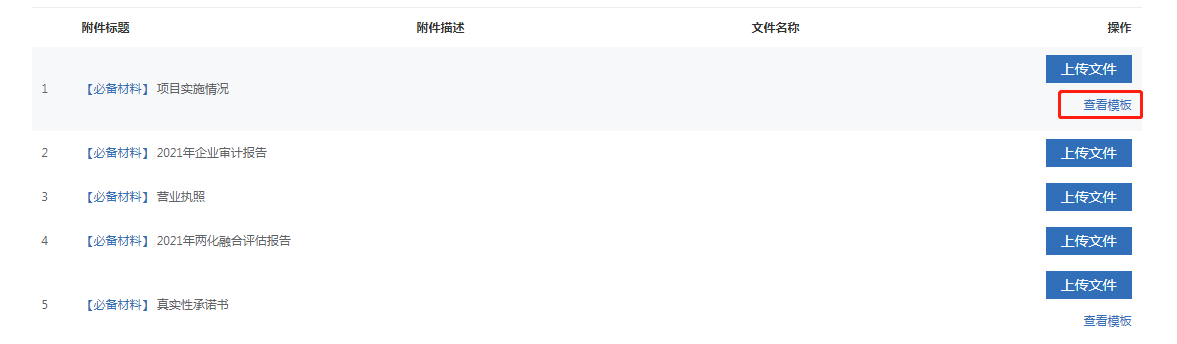 附件标题 附件描述 文件名称 操作
1 【必备材料】 项目实施情况 上传文件
查看模板
2 【必备材料】 2021年企业审计报告 上传文件
3 【必备材料】 营业执照 上传文件
4 【必备材料】 2021年两化融合评估报告 上传文件
5 【必备材料】 真实性承诺书 上传文件
查看模板